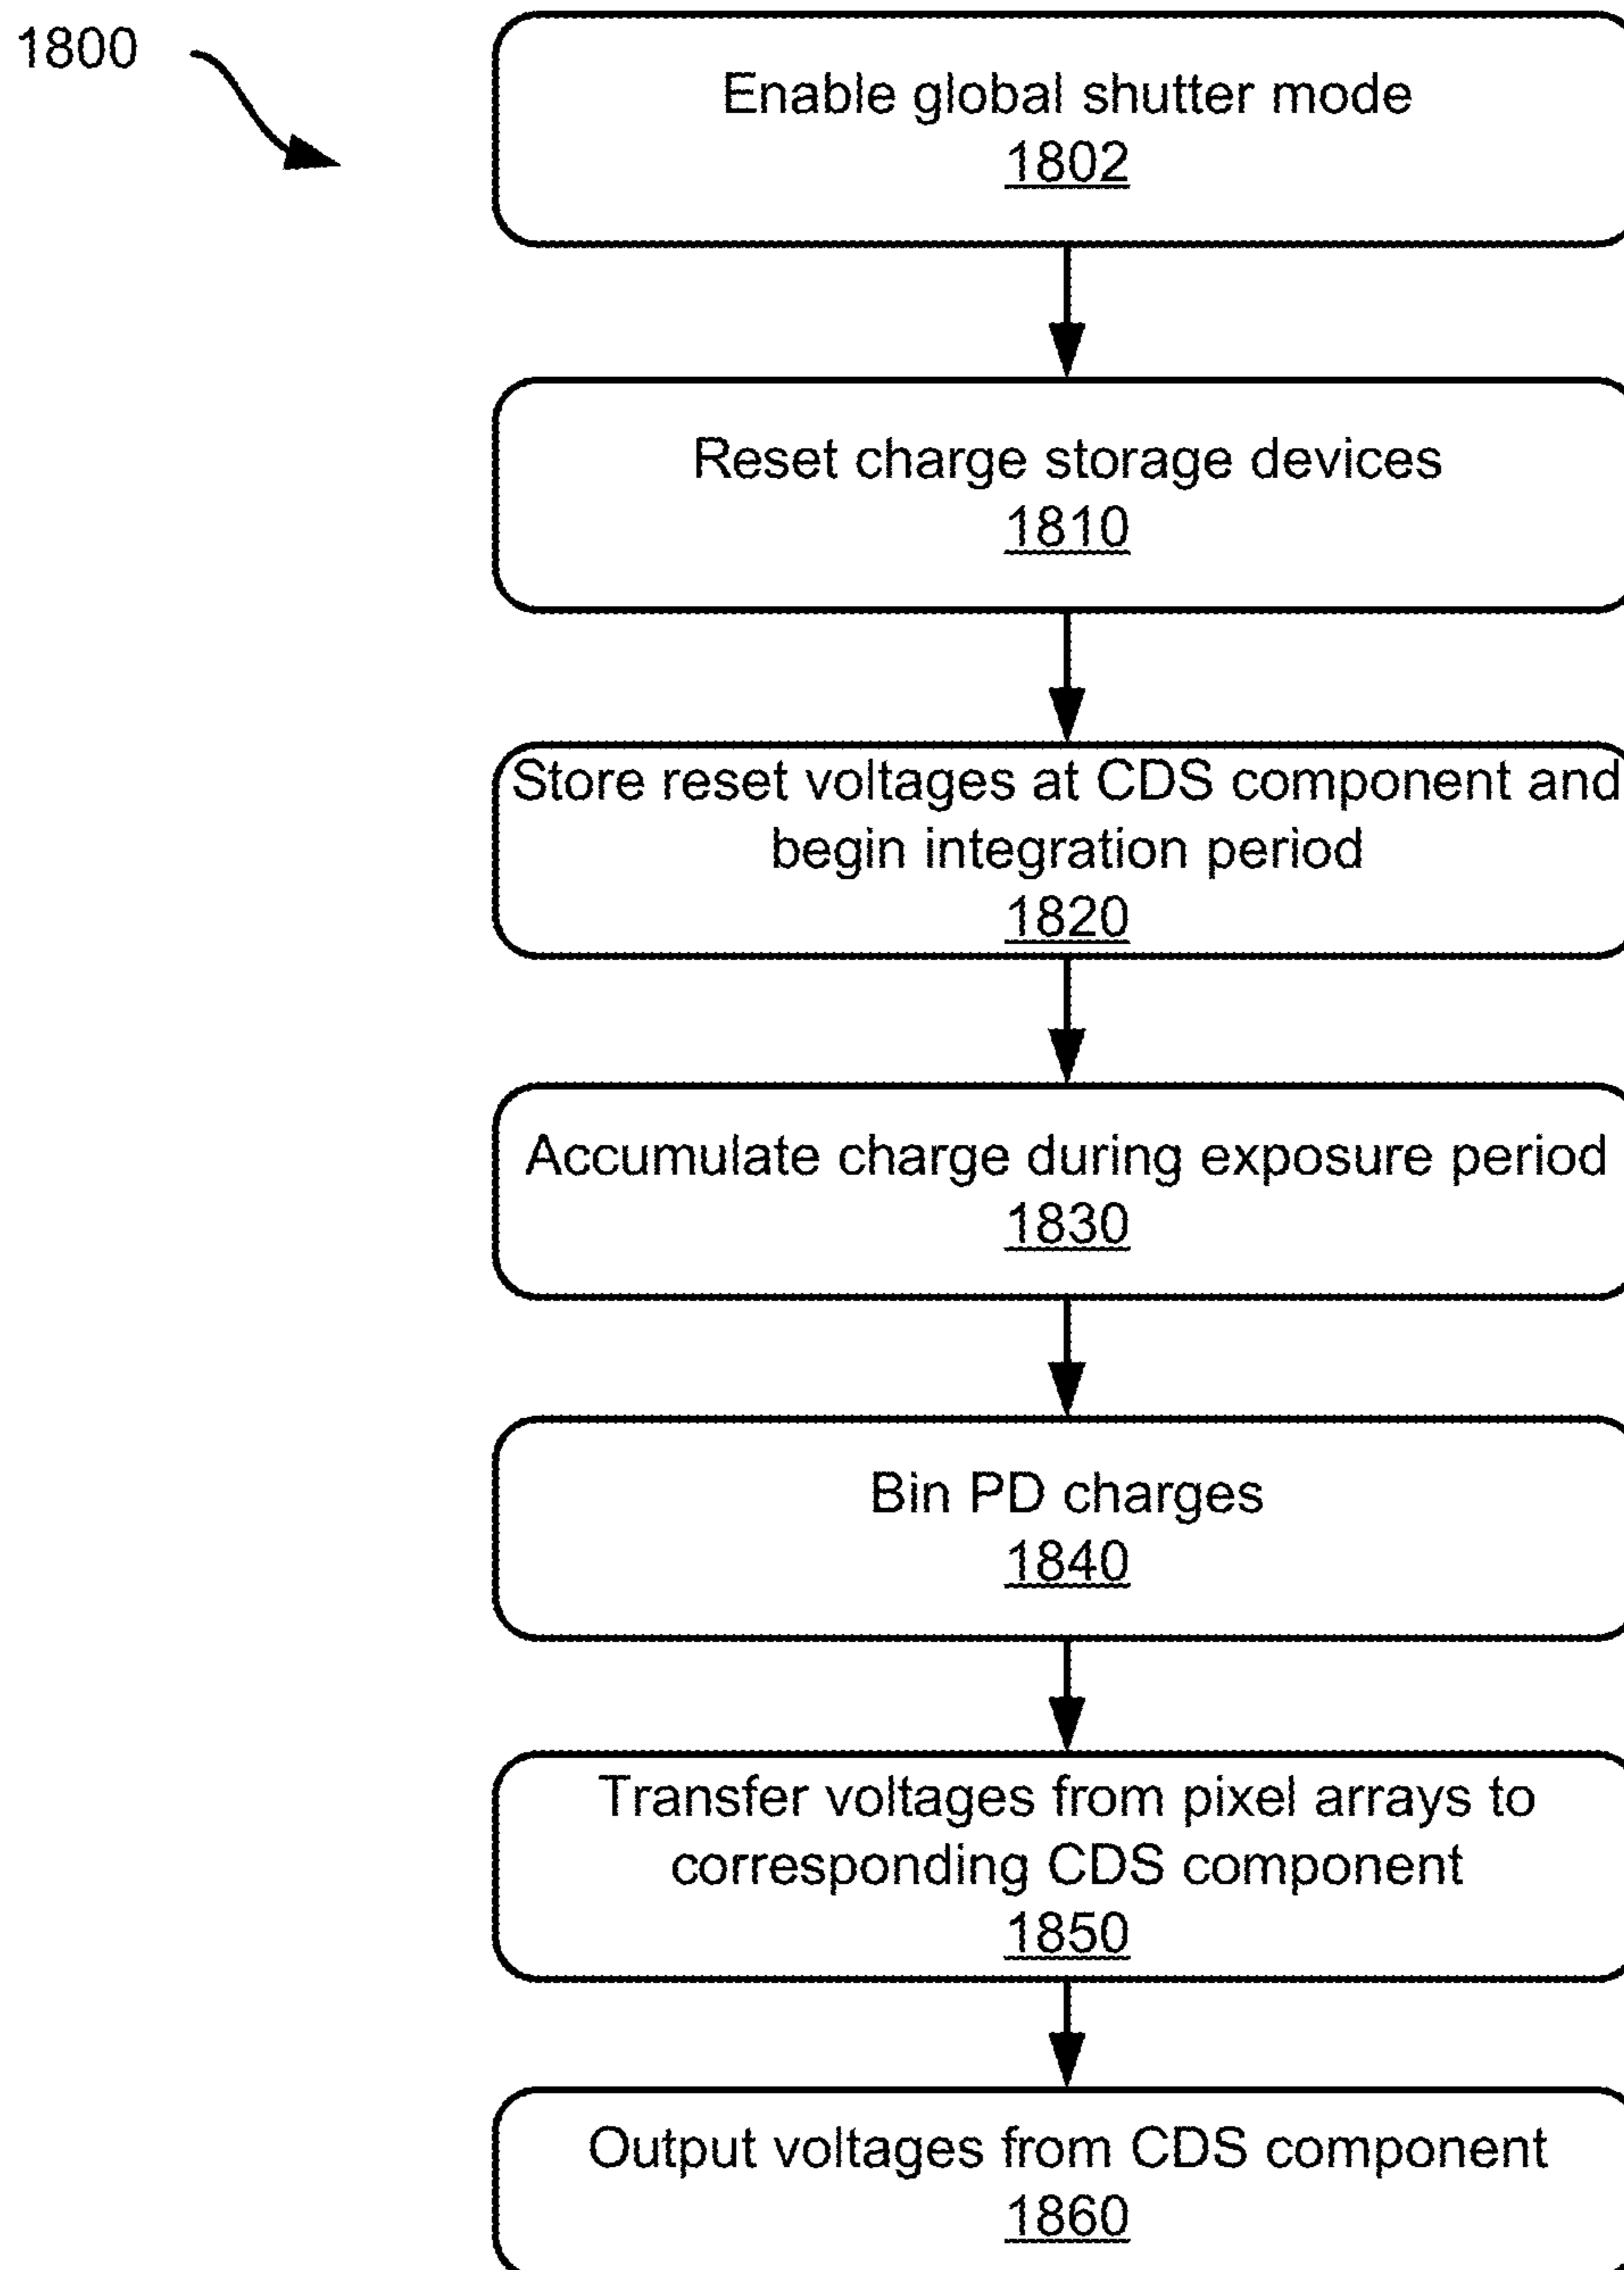 1800
Enable global shutter mode
1802
Reset charge storage devices
1810
Store reset voltages at CDS component and
begin integration period
1820
Accumulate charge during exposure period
1830
Bin PD charges
1840
Transfer voltages from pixel arrays to
corresponding CDS component
1850
Output voltages from CDS component
1860